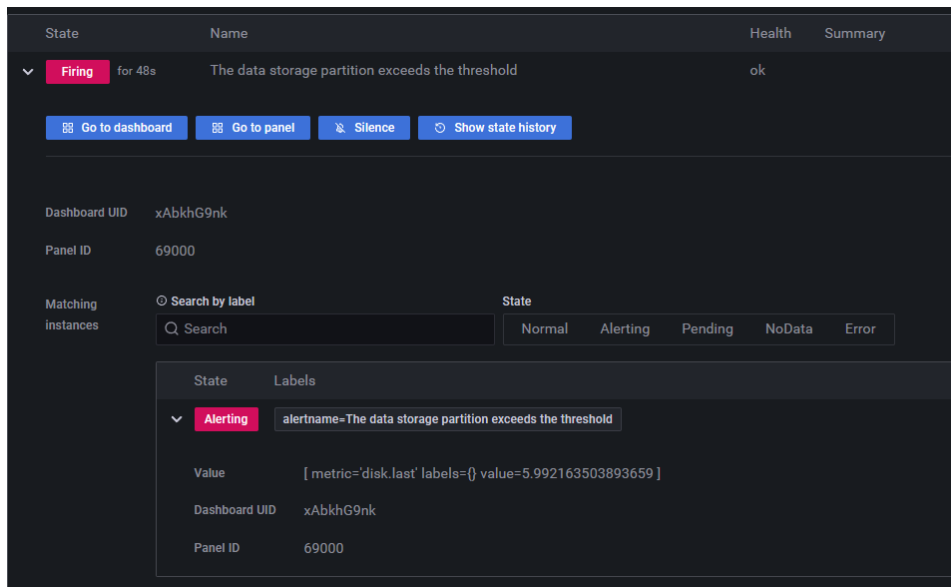 State Name Health Summary
Firing for 48s The data storage partition exceeds the threshold ok
Go to dashboard Go to panel Silence Show state history
Dashboard UID xAbkhG9nk
Panel ID 69000
Matching instances
Search by label State
Search Normal Alerting Pending NoData Error
State Labels
Alerting alertname=The data storage partition exceeds the threshold
Value [ metric='disk.last' labels={} value=5.992163503893659 ]
Dashboard UID xAbkhG9nk
Panel ID 69000